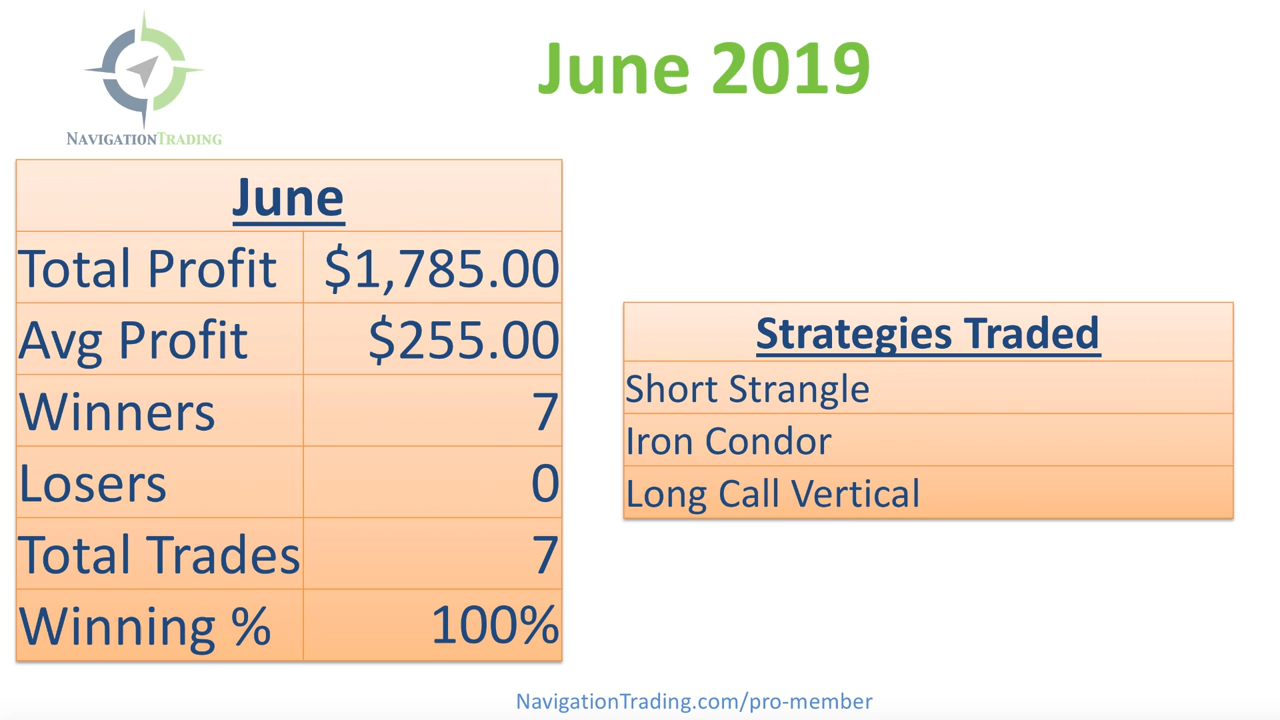 June 2019
NAVIGATIONTRADING
June
Total Profit $1,785.00
Avg Profit $255.00
Winners 7
Losers 0
Total Trades 7
Winning % 100%
Strategies Traded
Short Strangle
Iron Condor
Long Call Vertical
NavigationTrading.com/pro-member